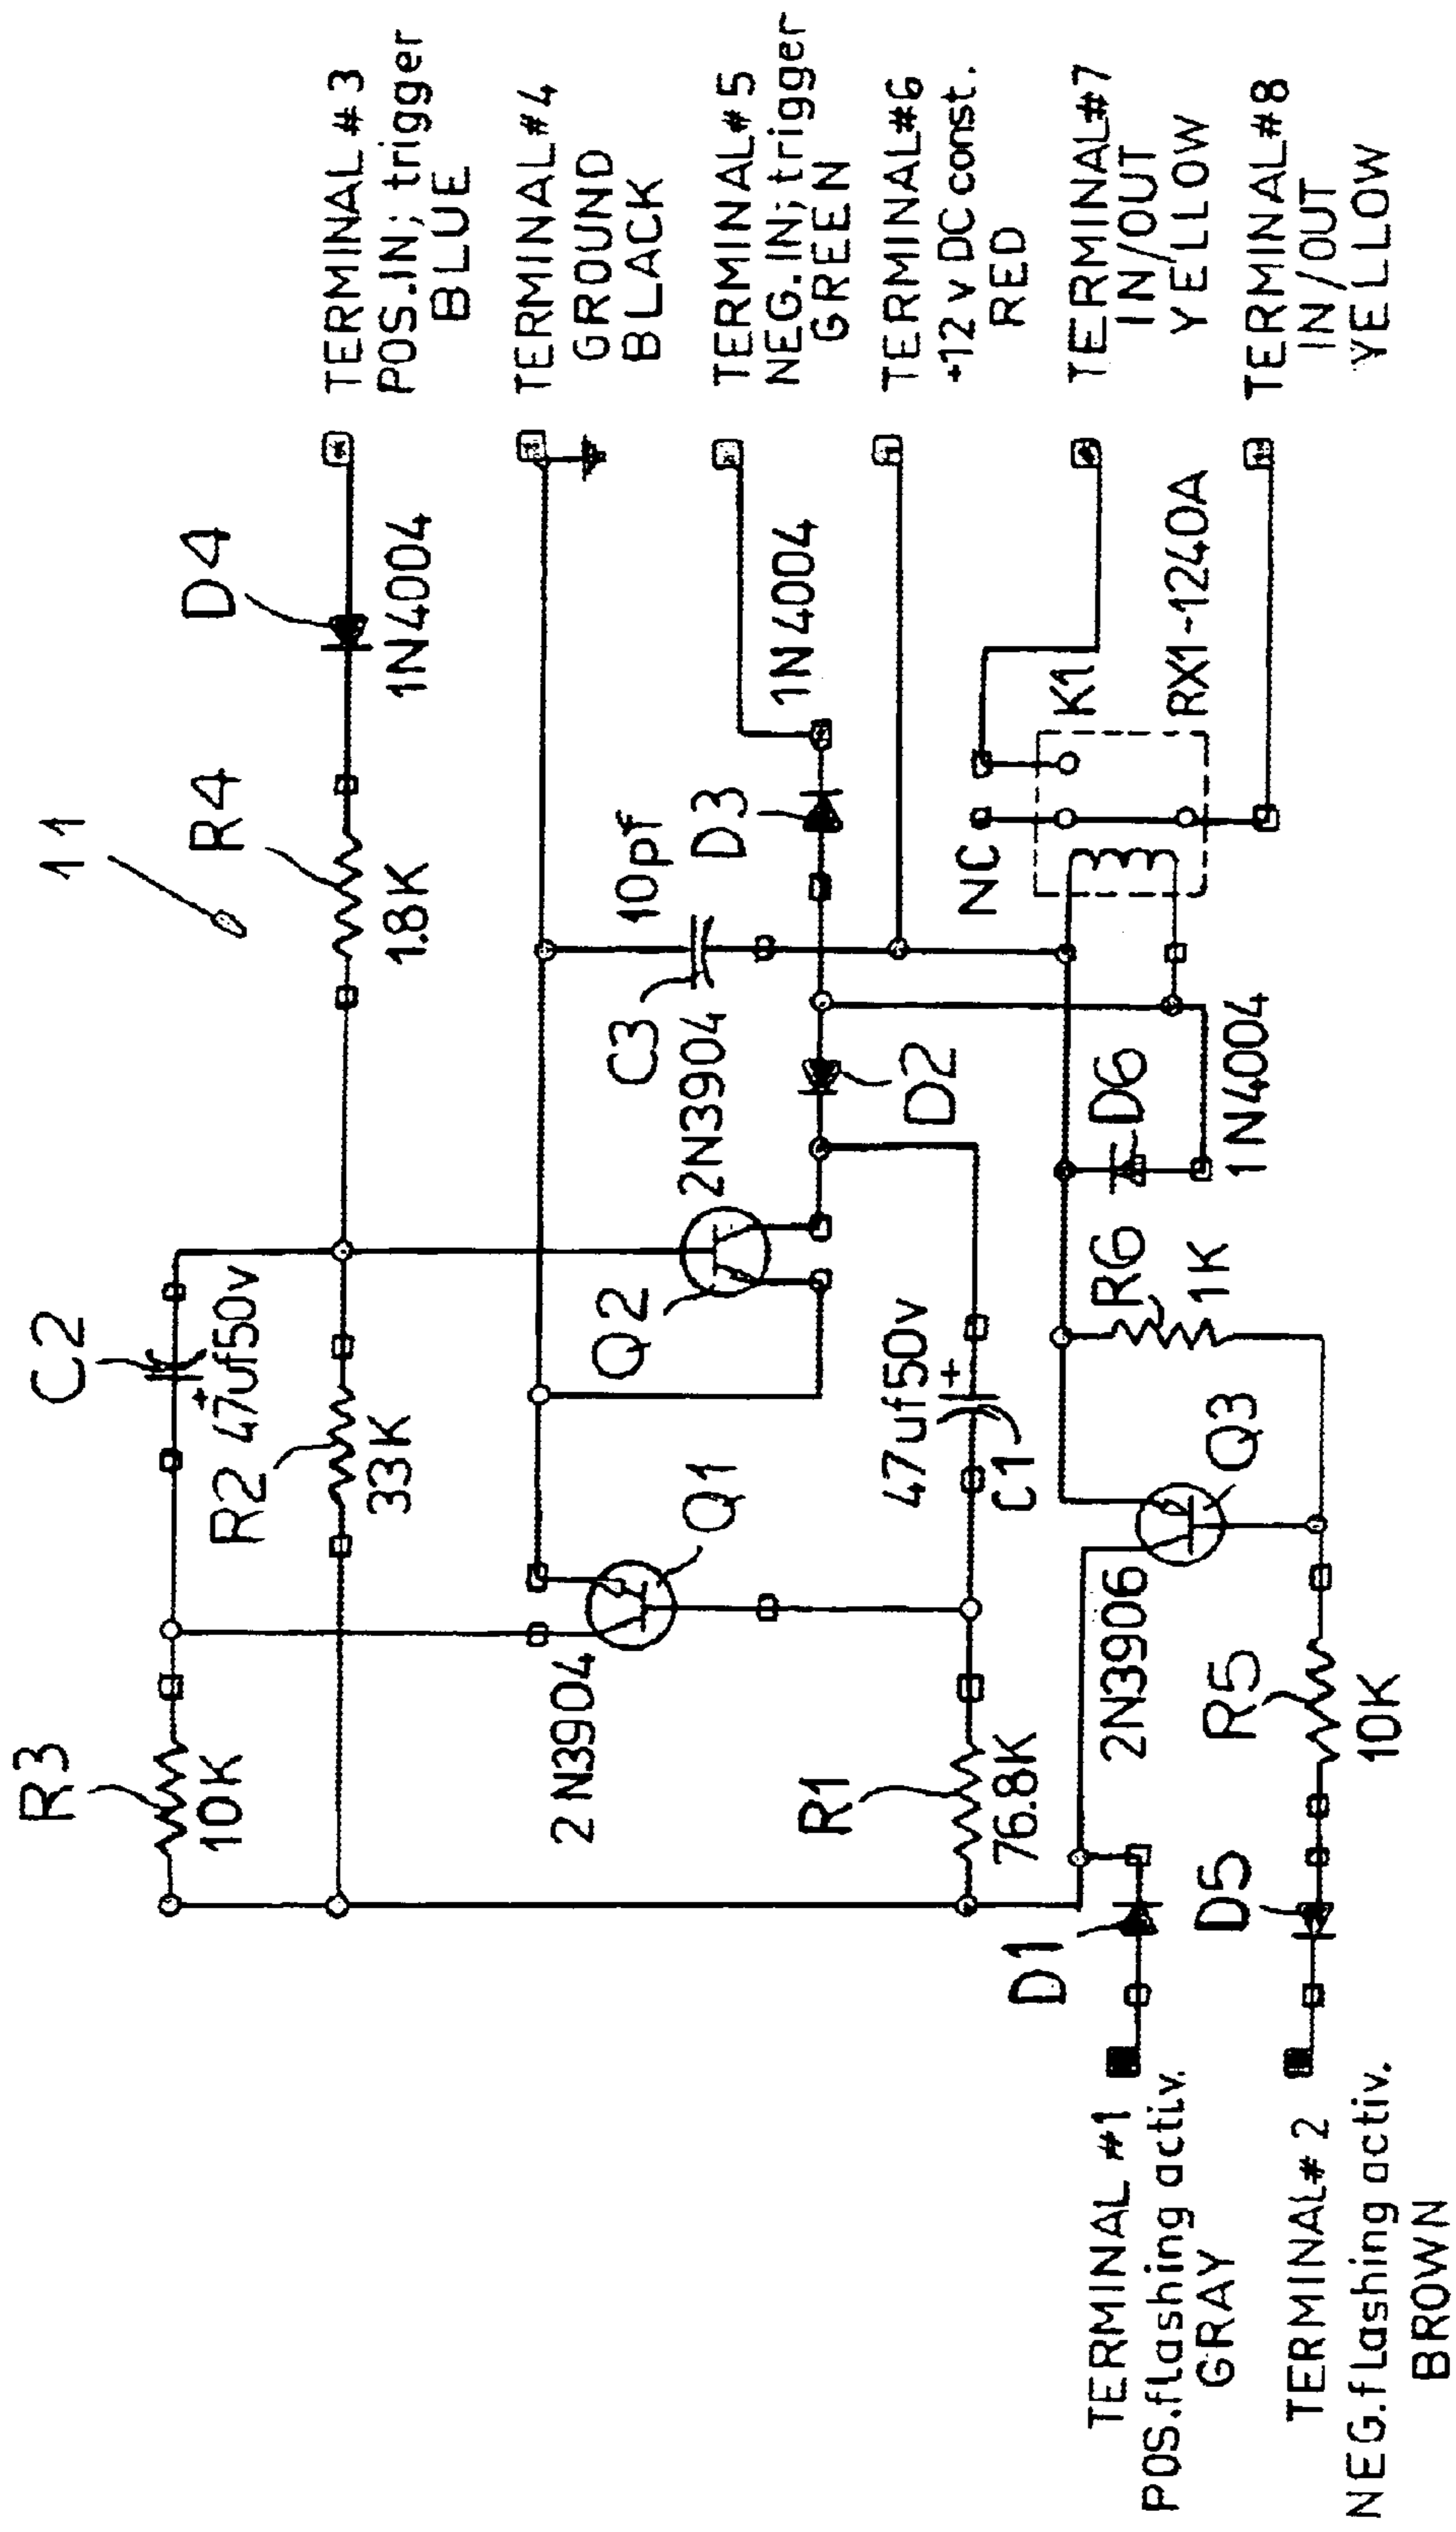 11
R3
10K
C2
+
47uf50v
R2
33K
R4
1.8K
D4
1N4004
TERMINAL #3
POS.IN; trigger
BLUE
2N3904
Q1
Q2
2N3904
C3
10pf
TERMINAL#4
GROUND
BLACK
R1
76.8K
47uf50v
+
C1
D2
D3
1N4004
TERMINAL#5
NEG.IN; trigger
GREEN
TERMINAL#6
+12v DC const.
RED
D1
2N3906
Q3
R6
1K
D6
1N4004
NC
K1
RX1-1240A
TERMINAL#7
IN/OUT
YELLOW
D5
R5
10K
TERMINAL#8
IN/OUT
YELLOW
TERMINAL #1
POS.flashing activ.
GRAY
TERMINAL# 2
NEG.flashing activ.
BROWN